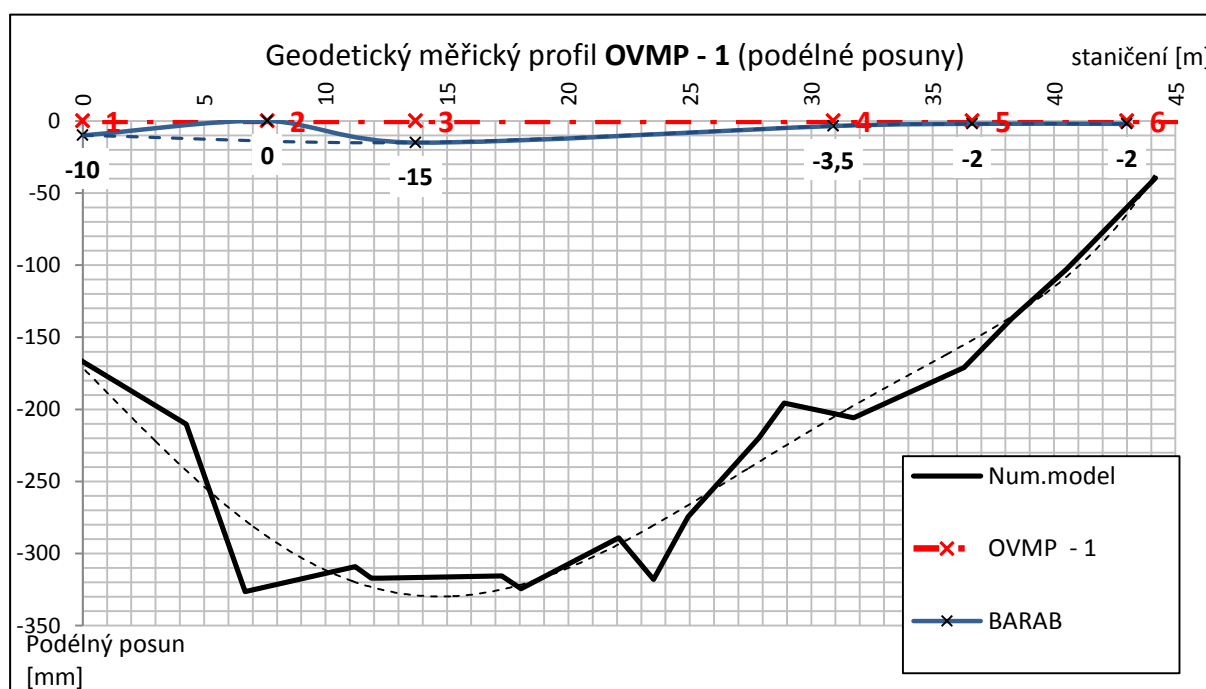 Geodetický měřický profil OVMP - 1 (podélné posuny)
staničení [m]
0 5 10 15 20 25 30 35 40 45
0
-50
-100
-150
-200
-250
-300
-350
1 2 3 4 5 6
-10 0 -15 -3,5 -2 -2
Num.model
OVMP - 1
BARAB
Podélný posun
[mm]